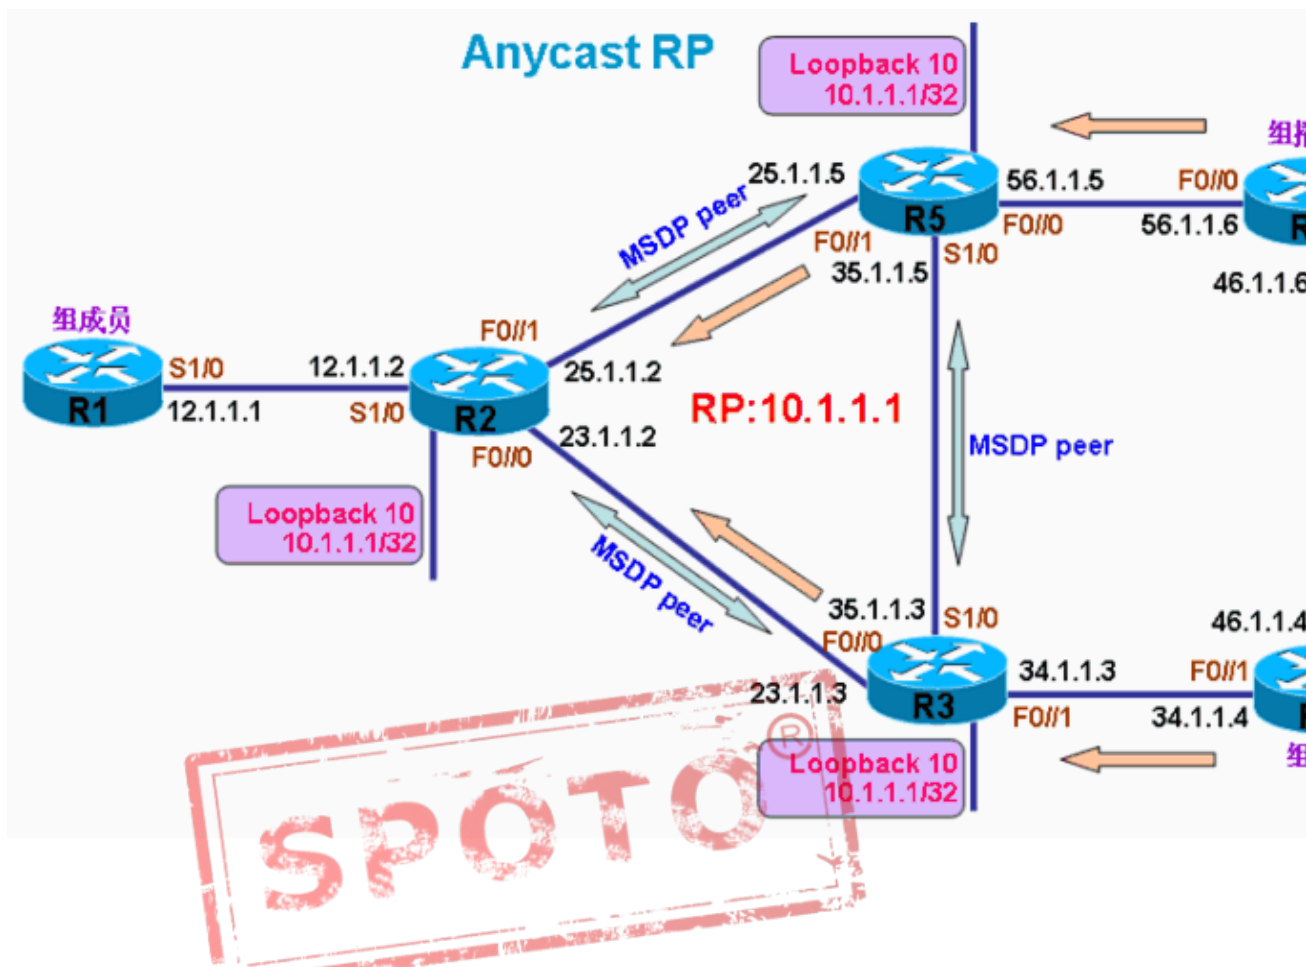 Anycast RP
Loopback 10
10.1.1.1/32
25.1.1.5
R5
56.1.1.5
F0//0
F0//0
56.1.1.6
46.1.1.6
MSDP peer
F0//1
35.1.1.5
S1/0
组成员
R1
S1/0
12.1.1.1
12.1.1.2
S1/0
F0//1
R2
25.1.1.2
23.1.1.2
F0//0
RP:10.1.1.1
MSDP peer
Loopback 10
10.1.1.1/32
MSDP peer
35.1.1.3
S1/0
F0//0
23.1.1.3
R3
34.1.1.3
F0//1
46.1.1.4
F0//1
34.1.1.4
Loopback 10
10.1.1.1/32
SPOTO
®